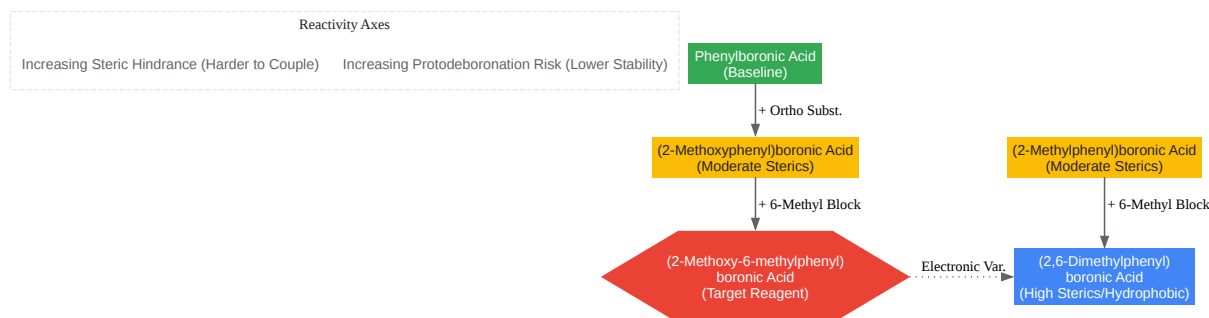 Reactivity Axes
Increasing Steric Hindrance (Harder to Couple)
Increasing Protodeboronation Risk (Lower Stability)
Phenylboronic Acid
(Baseline)
+ Ortho Subst.
(2-Methoxyphenyl)boronic Acid
(Moderate Sterics)
(2-Methylphenyl)boronic Acid
(Moderate Sterics)
+ 6-Methyl Block
+ 6-Methyl Block
(2-Methoxy-6-methylphenyl)
boronic Acid
(Target Reagent)
Electronic Var.
(2,6-Dimethylphenyl)
boronic Acid
(High Sterics/Hydrophobic)